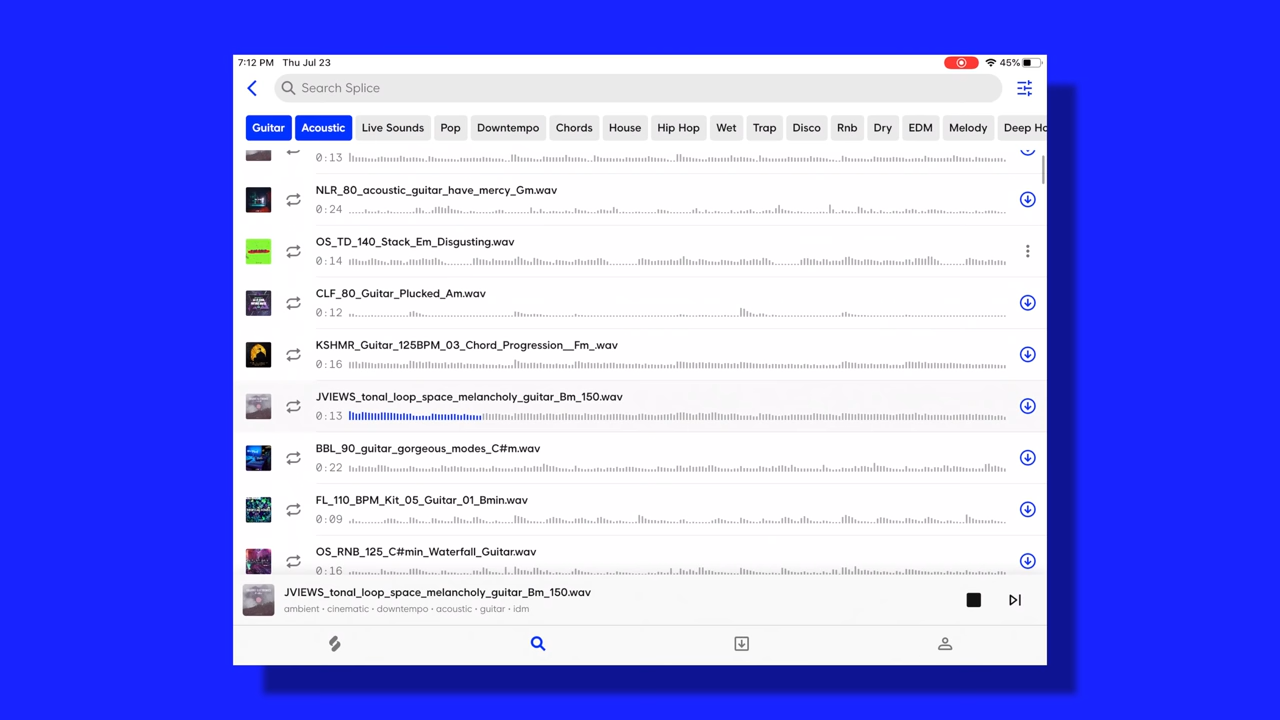 7:12 PM Thu Jul 23 45%
Search Splice
Guitar Acoustic Live Sounds Pop Downtempo Chords House Hip Hop Wet Trap Disco Rnb Dry EDM Melody Deep Ho
0:13
NLR_80_acoustic_guitar_have_mercy_Gm.wav
0:24
OS_TD_140_Stack_Em_Disgusting.wav
0:14
CLF_80_Guitar_Plucked_Am.wav
0:12
KSHMR_Guitar_125BPM_03_Chord_Progression__Fm_.wav
0:16
JVIEWS_tonal_loop_space_melancholy_guitar_Bm_150.wav
0:13
BBL_90_guitar_gorgeous_modes_C#m.wav
0:22
FL_110_BPM_Kit_05_Guitar_01_Bmin.wav
0:09
OS_RNB_125_C#min_Waterfall_Guitar.wav
0:16
JVIEWS_tonal_loop_space_melancholy_guitar_Bm_150.wav
ambient • cinematic • downtempo • acoustic • guitar • idm